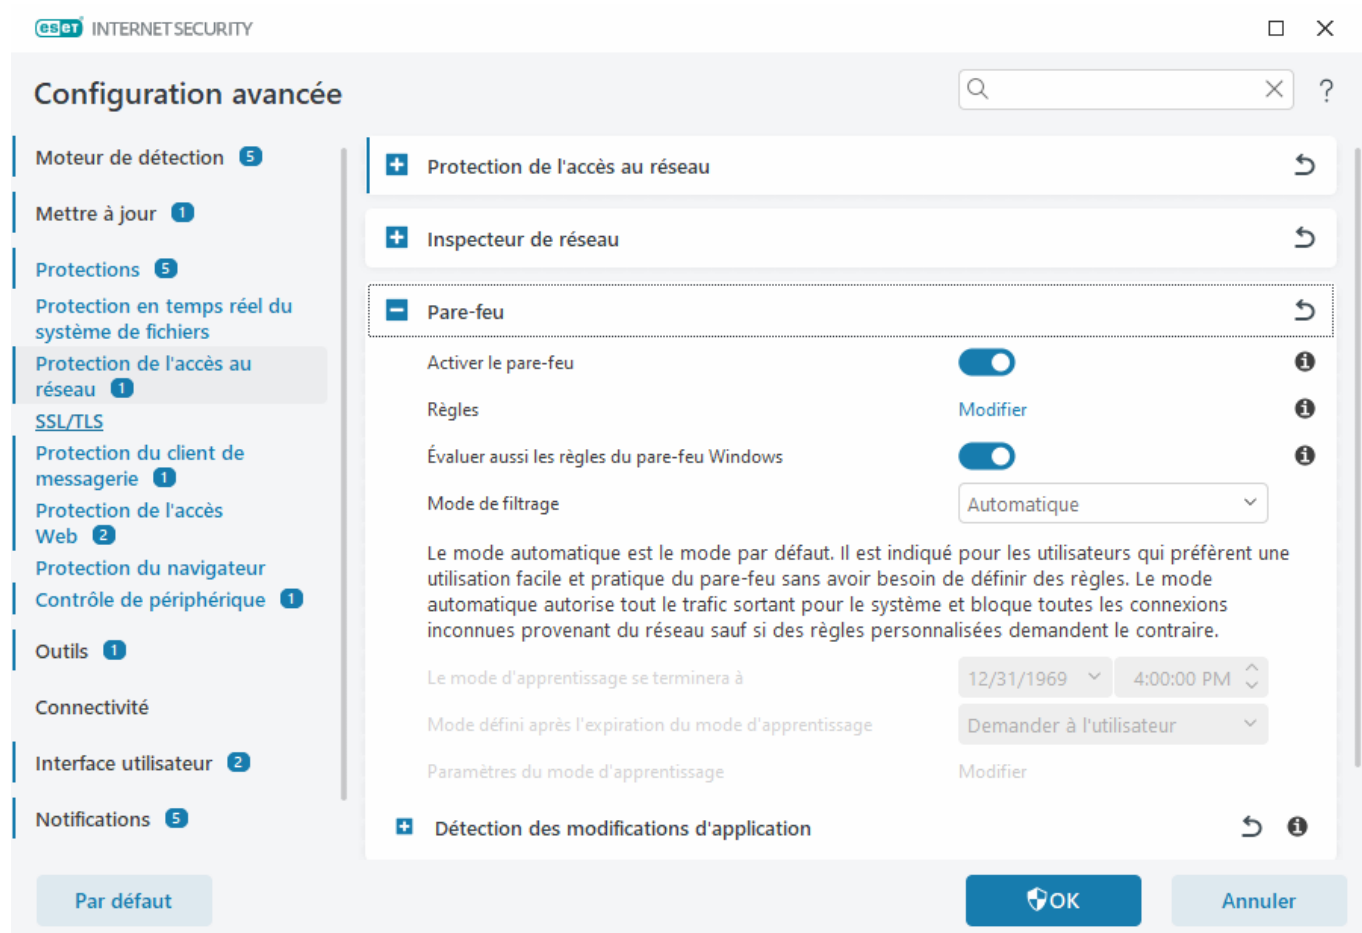 eset INTERNET SECURITY
Configuration avancée
?
Moteur de détection 5
Mettre à jour 1
Protections 5
Protection en temps réel du
système de fichiers
Protection de l'accès au
réseau 1
SSL/TLS
Protection du client de
messagerie 1
Protection de l'accès
Web 2
Protection du navigateur
Contrôle de périphérique 1
Outils 1
Connectivité
Interface utilisateur 2
Notifications 5
Protection de l'accès au réseau
Inspecteur de réseau
Pare-feu
Activer le pare-feu
Règles Modifier
Évaluer aussi les règles du pare-feu Windows
Mode de filtrage Automatique
Le mode automatique est le mode par défaut. Il est indiqué pour les utilisateurs qui préfèrent une
utilisation facile et pratique du pare-feu sans avoir besoin de définir des règles. Le mode
automatique autorise tout le trafic sortant pour le système et bloque toutes les connexions
inconnues provenant du réseau sauf si des règles personnalisées demandent le contraire.
Le mode d'apprentissage se terminera à 12/31/1969 4:00:00 PM
Mode défini après l'expiration du mode d'apprentissage Demander à l'utilisateur
Paramètres du mode d'apprentissage Modifier
Détection des modifications d'application
Par défaut OK Annuler